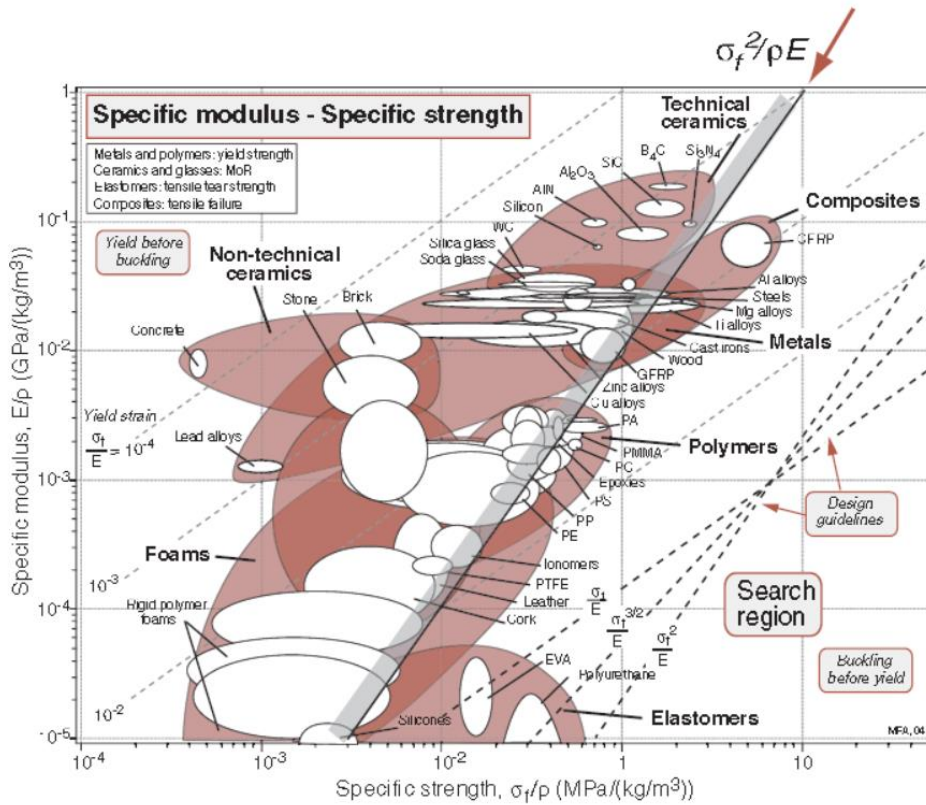 σf²/ρE
Specific modulus - Specific strength
Metals and polymers: yield strength
Ceramics and glasses: MoR
Elastomers: tensile tear strength
Composites: tensile failure
Technical
ceramics
B4C
Si3N4
SiC
Al2O3
AlN
Silicon
WC
Silica glass
Soda glass
Composites
CFRP
Yield before
buckling
Non-technical
ceramics
Stone
Brick
Concrete
Al alloys
Steels
Mg alloys
Ti alloys
Cast irons
Metals
Wood
GFRP
Zinc alloys
Cu alloys
Yield strain
σf/E = 10-4
Lead alloys
PA
Polymers
PMMA
PC
Epoxies
PS
PP
PE
Design
guidelines
Foams
Ionomers
PTFE
Leather
Cork
Rigid polymer
foams
10-3
10-2
σf/E
σf3/2/E
σf2/E
Search
region
EVA
Polyurethane
Silicones
Elastomers
Buckling
before yield
MFA, 04
1
10-1
10-2
10-3
10-4
10-5
Specific modulus, E/ρ (GPa/(kg/m³)
10-4
10-3
10-2
10-1
1
10
Specific strength, σf/ρ (MPa/(kg/m³)